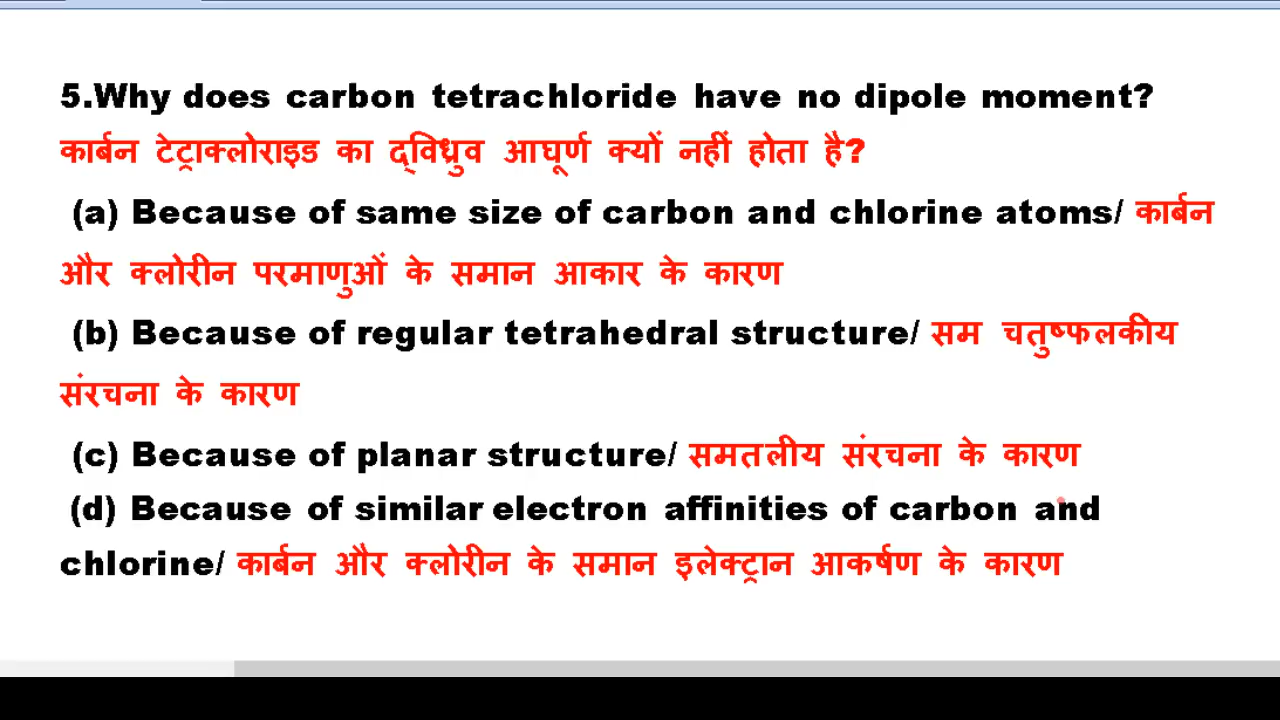 5.Why does carbon tetrachloride have no dipole moment?
कार्बन टेट्राक्लोराइड का द्विध्रुव आघूर्ण क्यों नहीं होता है?
(a) Because of same size of carbon and chlorine atoms/ कार्बन
और क्लोरीन परमाणुओं के समान आकार के कारण
(b) Because of regular tetrahedral structure/ सम चतुष्फलकीय
संरचना के कारण
(c) Because of planar structure/ समतलीय संरचना के कारण
(d) Because of similar electron affinities of carbon and
chlorine/ कार्बन और क्लोरीन के समान इलेक्ट्रान आकर्षण के कारण